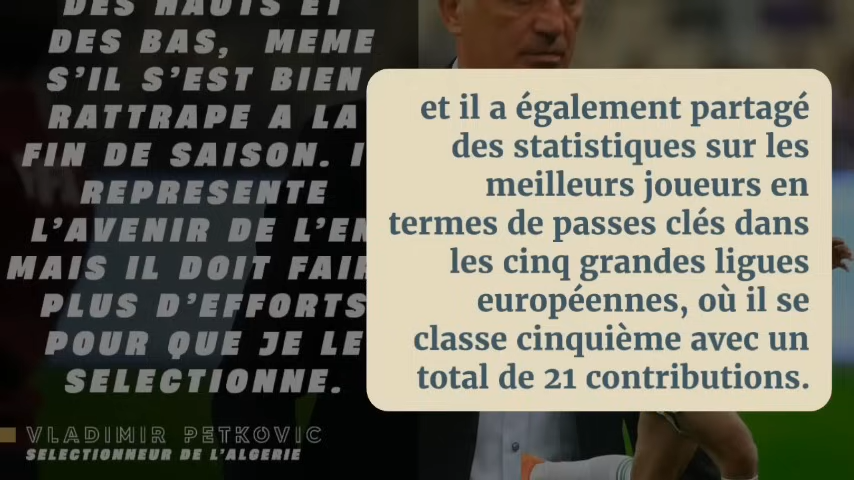 DES HAUTS ET
DES BAS, MEME
S'IL S'EST BIEN
RATTRAPE A LA
FIN DE SAISON.
REPRESENTE
L'AVENIR DE
MAIS IL DOIT
PLUS D'EFFORTS
POUR QUE JE LE
SELECTIONNE.
VLADIMIR PETKOVIC
SELECTIONNEUR DE L'ALGERIE
et il a également partagé
des statistiques sur les
meilleurs joueurs en
termes de passes clés dans
les cinq grandes ligues
européennes, où il se
classe cinquième avec un
total de 21 contributions.